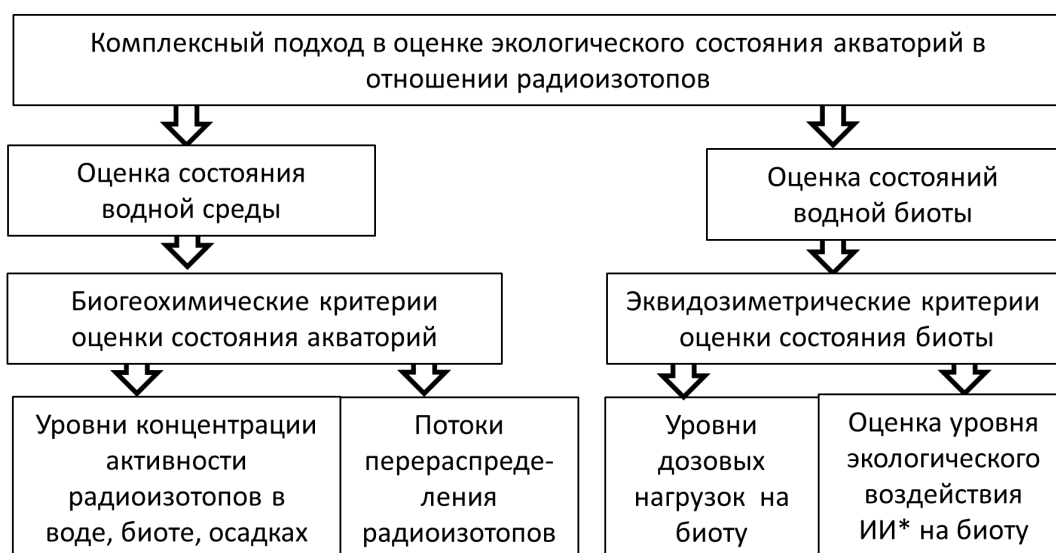 Комплексный подход в оценке экологического состояния акваторий в
отношении радиоизотопов
Оценка состояния
водной среды
Оценка состояний
водной биоты
Биогеохимические критерии
оценки состояния акваторий
Эквидозиметрические критерии
оценки состояния биоты
Уровни концентрации
активности
радиоизотопов в
воде, биоте, осадках
Потоки
перераспреде-
ления
радиоизотопов
Уровни
дозовых
нагрузок на
биоту
Оценка уровня
экологического
воздействия
ИИ* на биоту